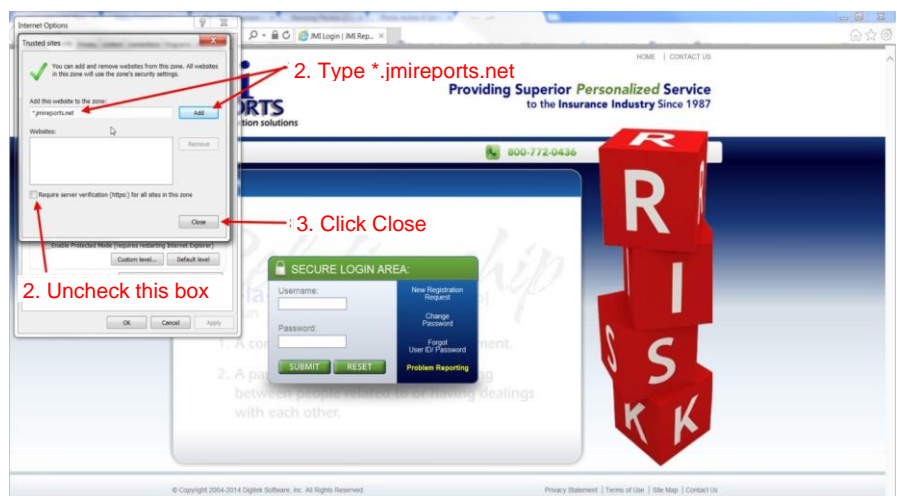 Internet Options
Trusted sites
You can add and remove websites from this zone. All websites
in this zone will use the zone's security settings.
Add this website to the zone:
*.jmireports.net
Add
Websites:
Remove
Require server verification (https:) for all sites in this zone
Close
Enable Protected Mode (requires restarting Internet Explorer)
Custom level...
Default level
OK
Cancel
Apply
2. Type *.jmireports.net
3. Click Close
2. Uncheck this box
JMI Login | JMI Rep...
HOME | CONTACT US
Providing Superior Personalized Service
to the Insurance Industry Since 1987
RTS
tion solutions
800-772-0436
SECURE LOGIN AREA:
Username:
Password:
SUBMIT
RESET
New Registration
Request
Change
Password
Forgot
User ID/ Password
Problem Reporting
hip
1. A con
ment.
2. A pa
ng
between people related to or having dealings
with each other.
R
R
I
S
S
K
K
© Copyright 2004-2014 Digitek Software, Inc. All Rights Reserved.
Privacy Statement | Terms of Use | Site Map | Contact Us